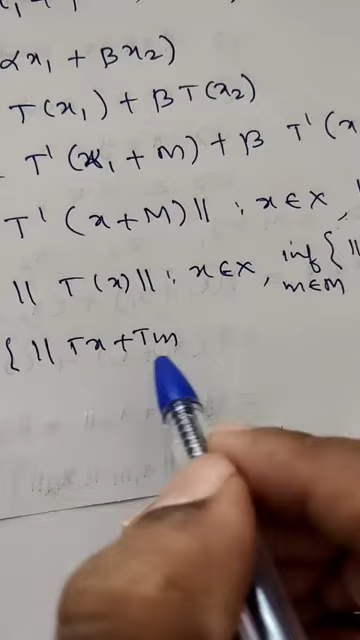 αx₁ + βx₂)
T(x₁) + βT(x₂)
T'(x₁ + M) + β T'(x
T'(x+M)‖ : x∈X,
‖ T(x)‖ : x∈X, inf{‖
m∈M
{‖ Tx + Tm